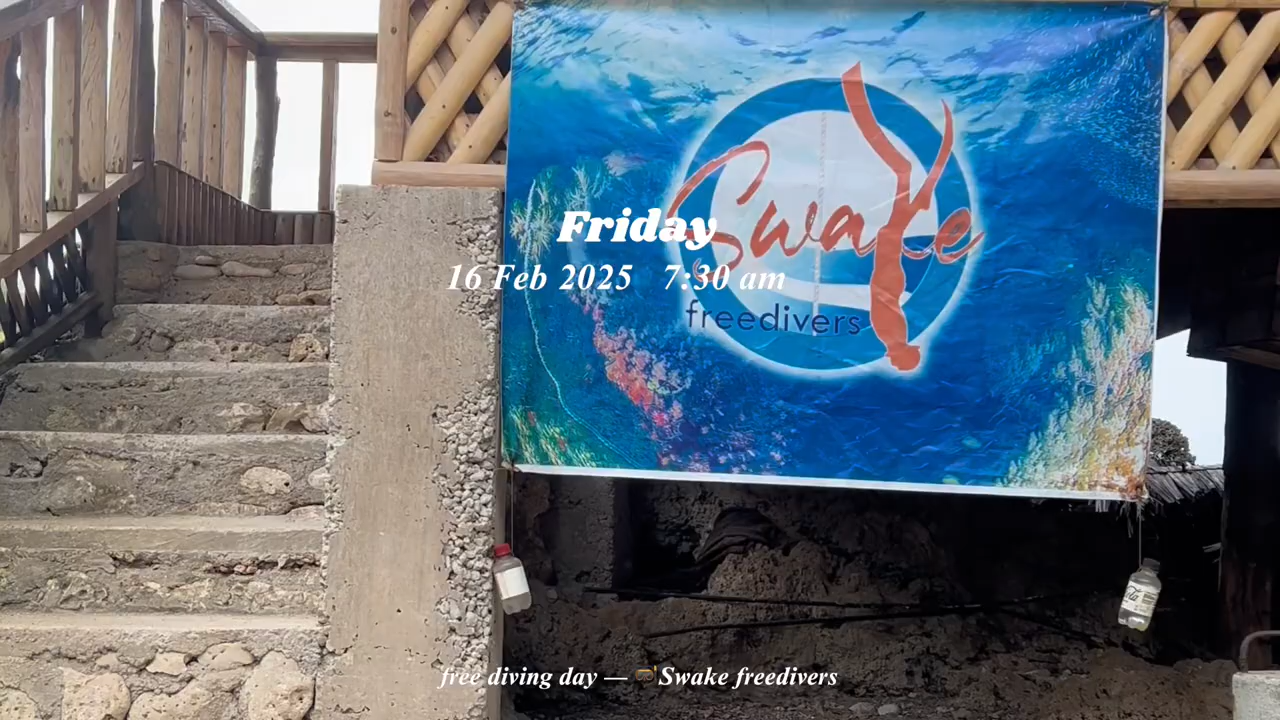 Swake
freedivers
Friday
16 Feb 2025 7:30 am
free diving day — 🤿Swake freedivers